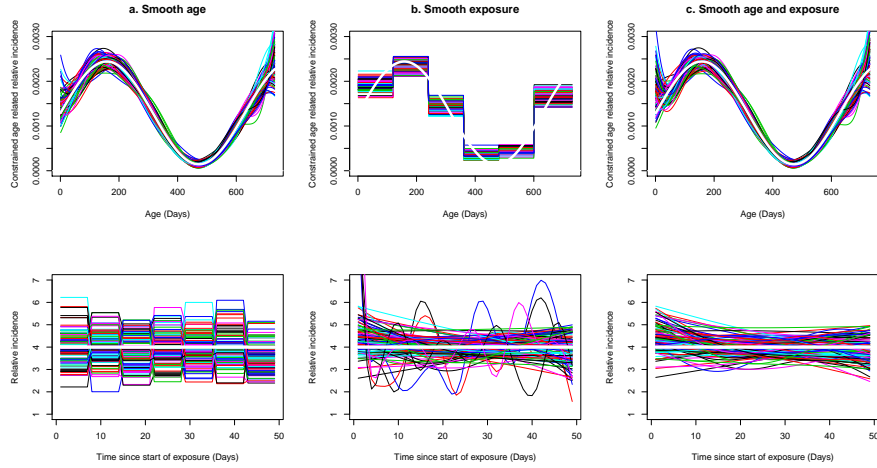 a. Smooth age
b. Smooth exposure
c. Smooth age and exposure
Constrained age related relative incidence
0.0000 0.0010 0.0020 0.0030
0 200 400 600
Age (Days)
Constrained age related relative incidence
0.0000 0.0010 0.0020 0.0030
0 200 400 600
Age (Days)
Constrained age related relative incidence
0.0000 0.0010 0.0020 0.0030
0 200 400 600
Age (Days)
Relative incidence
1 2 3 4 5 6 7
0 10 20 30 40 50
Time since start of exposure (Days)
Relative incidence
1 2 3 4 5 6 7
0 10 20 30 40 50
Time since start of exposure (Days)
Relative incidence
1 2 3 4 5 6 7
0 10 20 30 40 50
Time since start of exposure (Days)